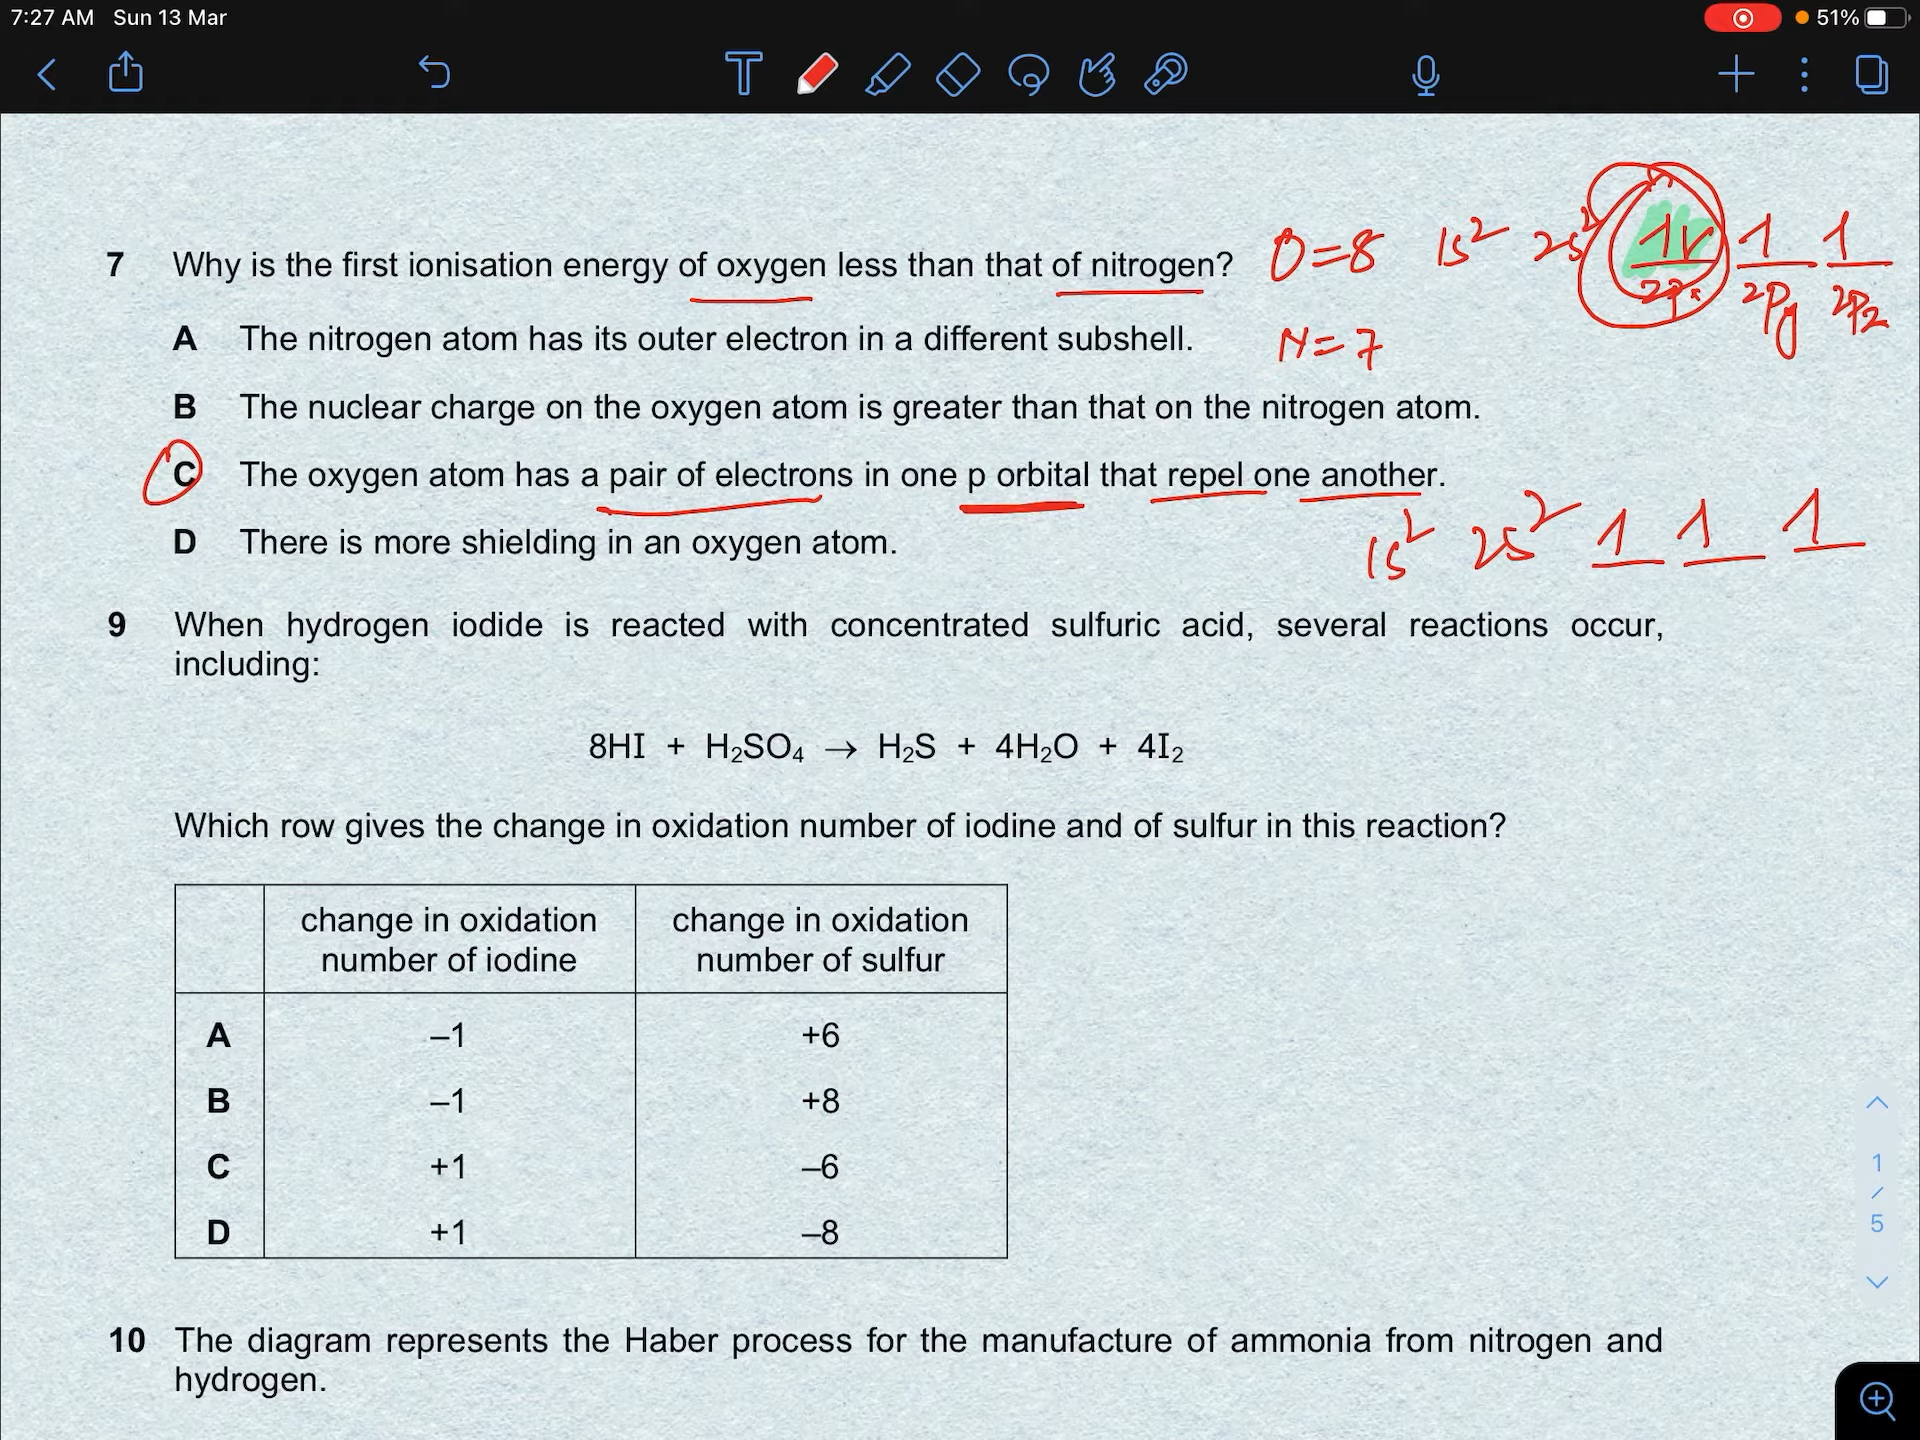 7:27 AM Sun 13 Mar
51%
7 Why is the first ionisation energy of oxygen less than that of nitrogen? O=8 1s² 2s² 1v 1 1
2px 2py 2pz
A The nitrogen atom has its outer electron in a different subshell. N=7
B The nuclear charge on the oxygen atom is greater than that on the nitrogen atom.
C The oxygen atom has a pair of electrons in one p orbital that repel one another.
D There is more shielding in an oxygen atom. 1s² 2s² 1 1 1
9 When hydrogen iodide is reacted with concentrated sulfuric acid, several reactions occur,
including:
8HI + H₂SO₄ → H₂S + 4H₂O + 4I₂
Which row gives the change in oxidation number of iodine and of sulfur in this reaction?
change in oxidation change in oxidation
number of iodine number of sulfur
A –1 +6
B –1 +8
C +1 –6
D +1 –8
1
/
5
10 The diagram represents the Haber process for the manufacture of ammonia from nitrogen and
hydrogen.